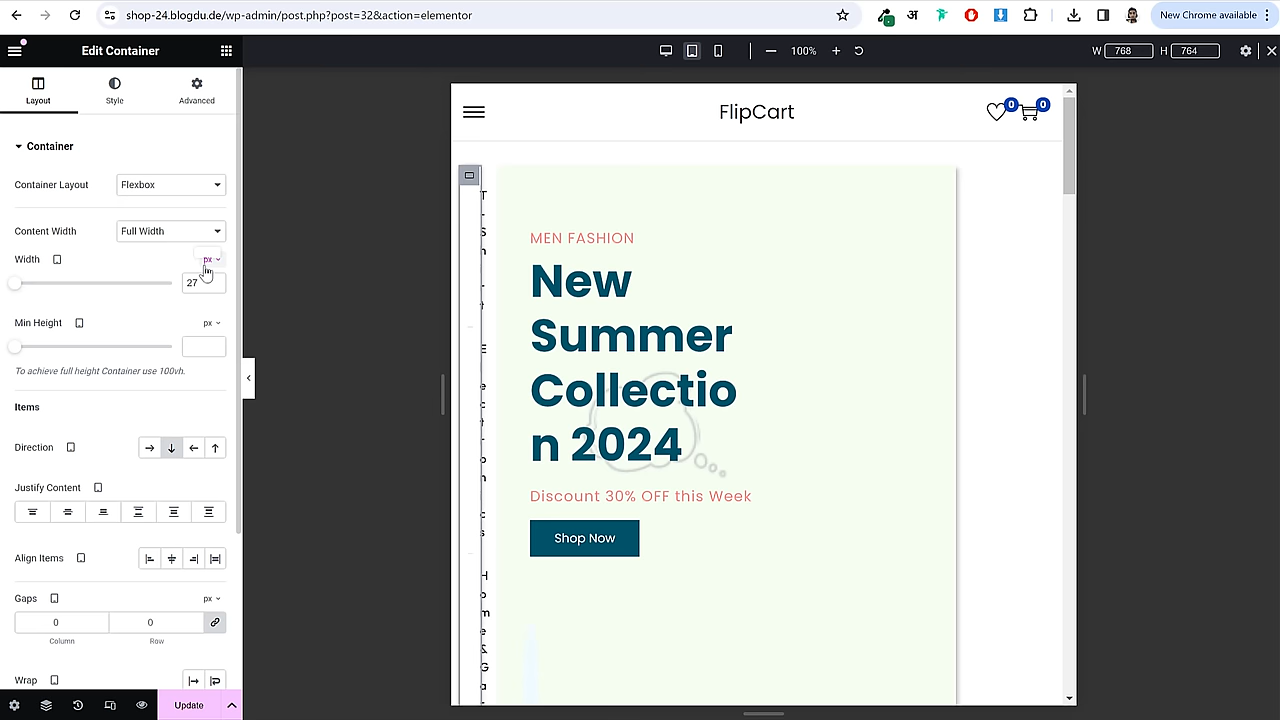 shop-24.blogdu.de/wp-admin/post.php?post=32&action=elementor
अ
New Chrome available
Edit Container
100%
W 768 H 764
Layout
Style
Advanced
Container
Container Layout
Flexbox
Content Width
Full Width
Width
px
27
Min Height
px
To achieve full height Container use 100vh.
Items
Direction
Justify Content
Align Items
Gaps
px
0
0
Column
Row
Wrap
Update
FlipCart
0
0
MEN FASHION
New
Summer
Collectio
n 2024
Discount 30% OFF this Week
Shop Now